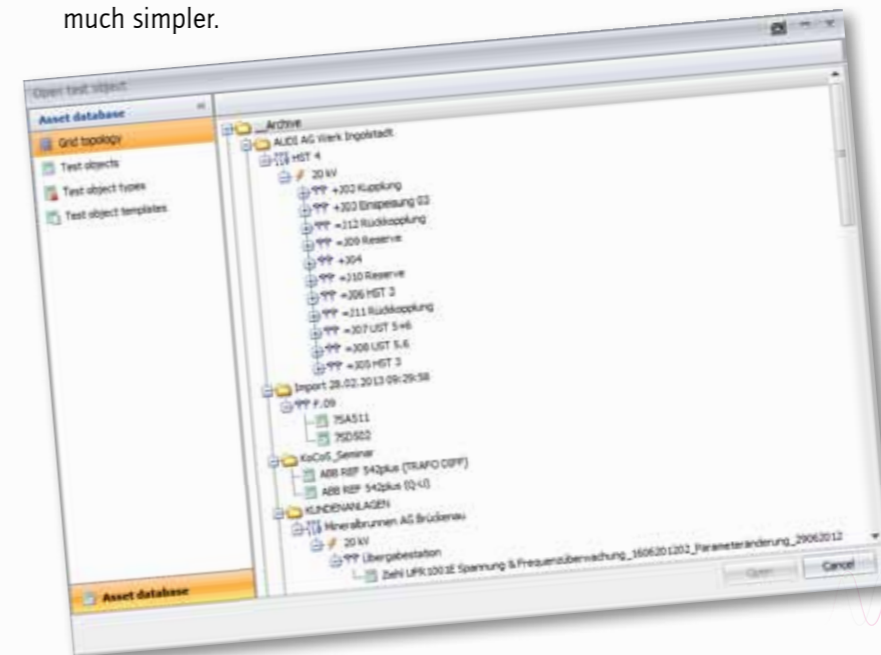 much simpler.
Open test object
Asset database
Grid topology
Test objects
Test object types
Test object templates
__Archive
AUDI AG Werk Ingolstadt
HST 4
20 kV
+J02 Kupplung
+J03 Einspeisung 03
=J12 Rückkopplung
=J09 Reserve
+J04
=J10 Reserve
=J06 HST 3
=J11 Rückkopplung
=J07 UST 5+6
=J08 UST 5.6
=J05 HST 3
Import 28.02.2013 09:29:58
F.09
7SA511
7SD502
KoCoS_Seminar
ABB REF 542plus (TRAFO DIFF)
ABB REF 542plus (Q-U)
KUNDENANLAGEN
Mineralbrunnen AG Brückenau
20 kV
Übergabestation
Ziehl UFR1001E Spannung & Frequenzüberwachung_1606201202_Parameteränderung_29062012
Asset database
Open
Cancel